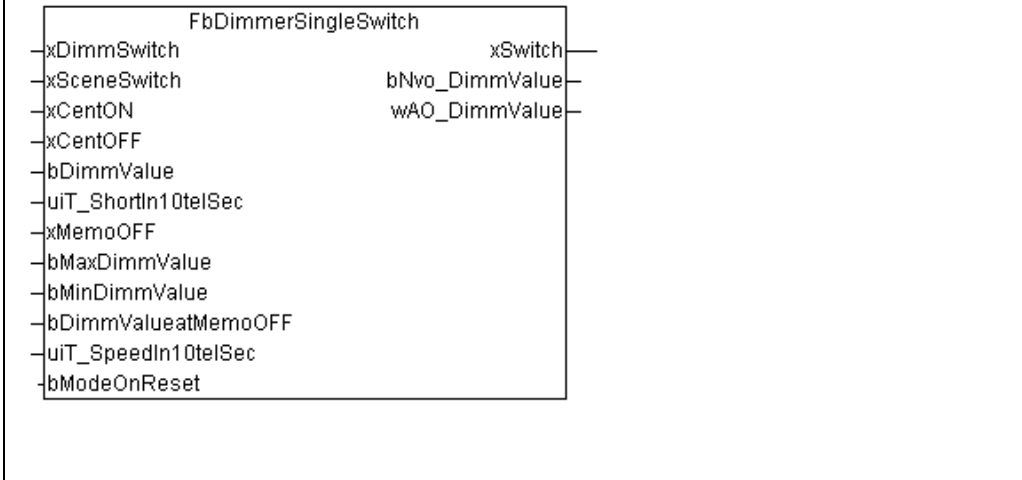 FbDimmerSingleSwitch
xDimmSwitch xSwitch
xSceneSwitch bNvo_DimmValue
xCentON wAO_DimmValue
xCentOFF
bDimmValue
uiT_ShortIn10telSec
xMemoOFF
bMaxDimmValue
bMinDimmValue
bDimmValueatMemoOFF
uiT_SpeedIn10telSec
bModeOnReset